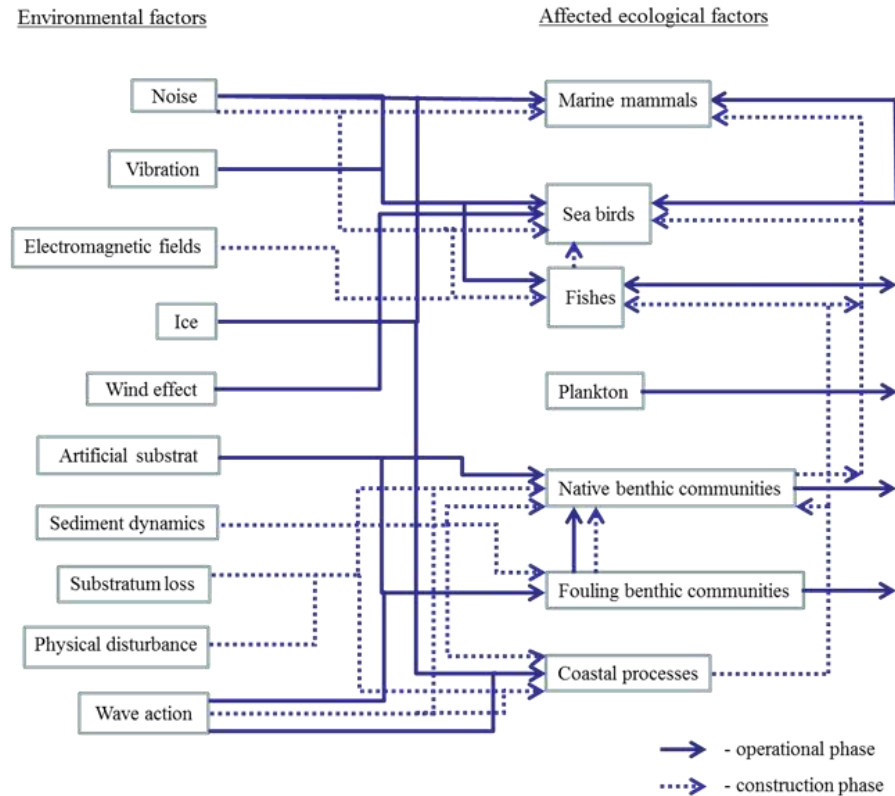 Environmental factors
Affected ecological factors
Noise
Vibration
Electromagnetic fields
Ice
Wind effect
Artificial substrat
Sediment dynamics
Substratum loss
Physical disturbance
Wave action
Marine mammals
Sea birds
Fishes
Plankton
Native benthic communities
Fouling benthic communities
Coastal processes
- operational phase
- construction phase